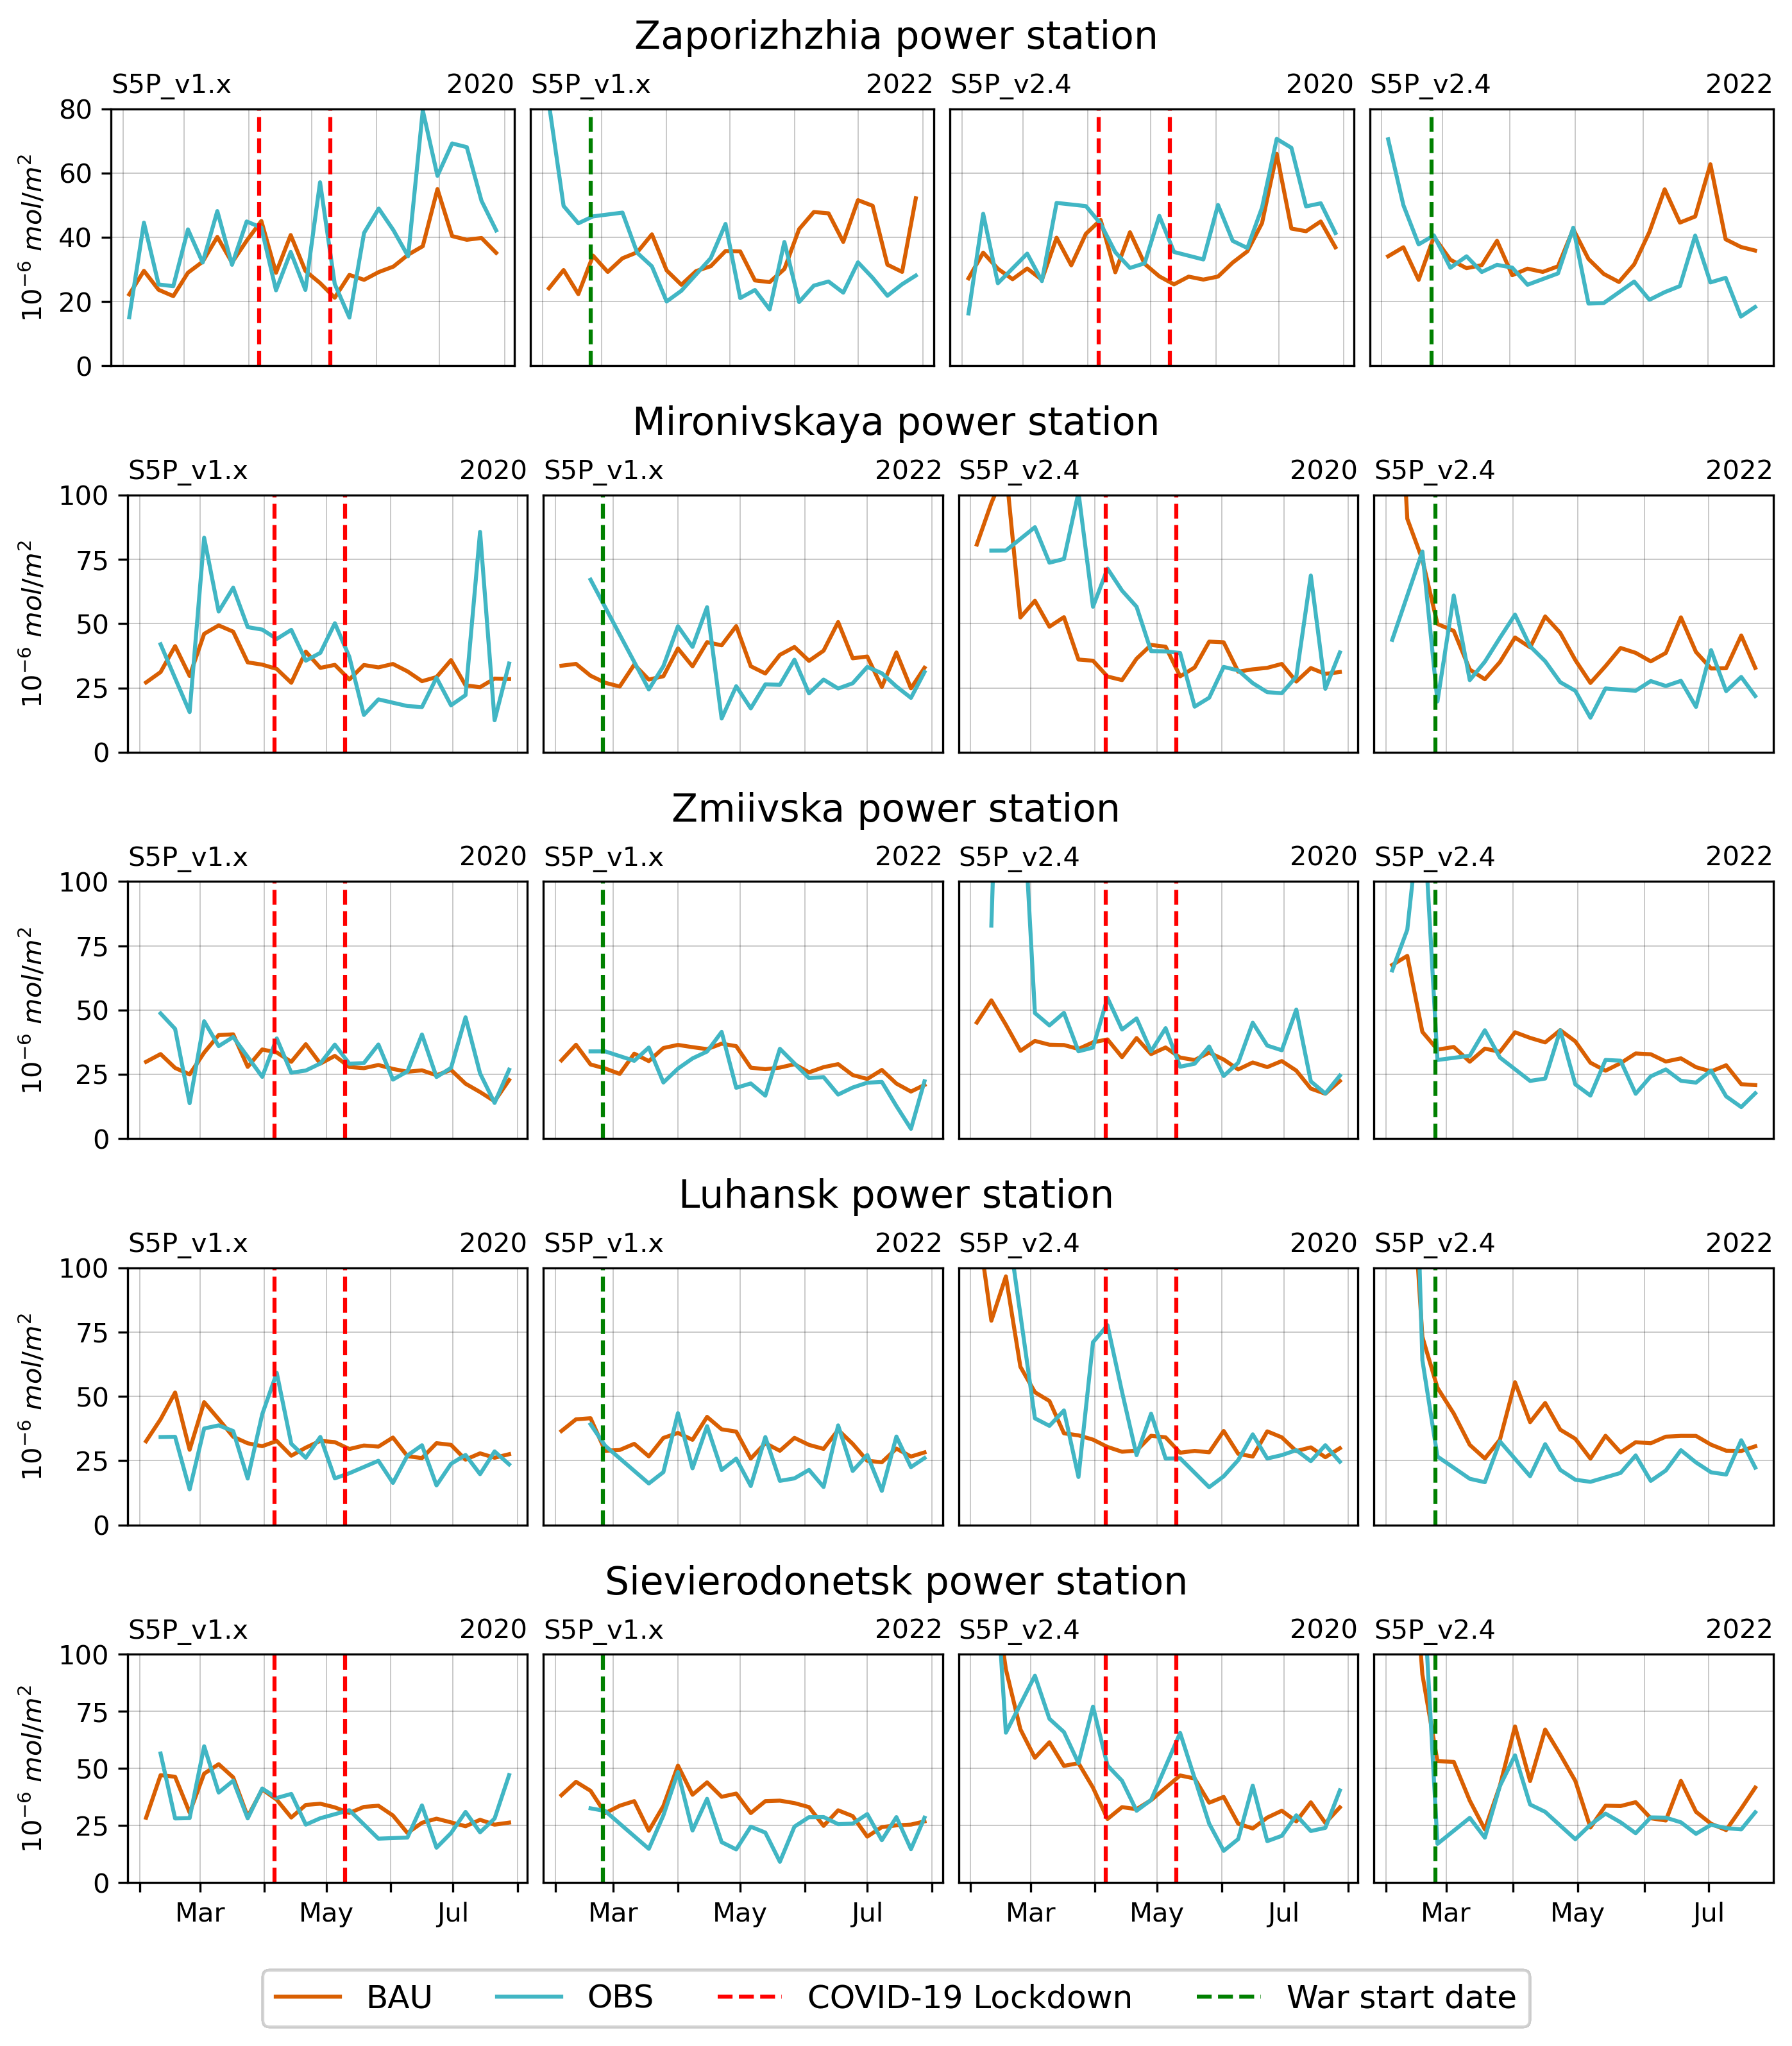 Zaporizhzhia power station
S5P_v1.x 2020 S5P_v1.x 2022 S5P_v2.4 2020 S5P_v2.4 2022
80
60
40
20
0
10⁻⁶ mol/m²
Mironivskaya power station
S5P_v1.x 2020 S5P_v1.x 2022 S5P_v2.4 2020 S5P_v2.4 2022
100
75
50
25
0
10⁻⁶ mol/m²
Zmiivska power station
S5P_v1.x 2020 S5P_v1.x 2022 S5P_v2.4 2020 S5P_v2.4 2022
100
75
50
25
0
10⁻⁶ mol/m²
Luhansk power station
S5P_v1.x 2020 S5P_v1.x 2022 S5P_v2.4 2020 S5P_v2.4 2022
100
75
50
25
0
10⁻⁶ mol/m²
Sievierodonetsk power station
S5P_v1.x 2020 S5P_v1.x 2022 S5P_v2.4 2020 S5P_v2.4 2022
100
75
50
25
0
10⁻⁶ mol/m²
Mar May Jul Mar May Jul Mar May Jul Mar May Jul
BAU OBS COVID-19 Lockdown War start date